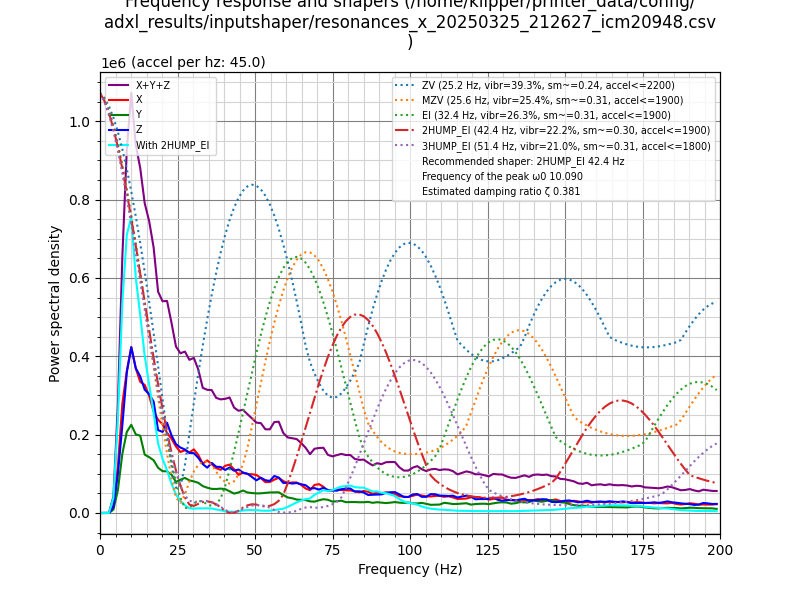 Frequency response and shapers (/home/klipper/printer_data/config/
adxl_results/inputshaper/resonances_x_20250325_212627_icm20948.csv
)
1e6 (accel per hz: 45.0)
X+Y+Z
X
Y
Z
With 2HUMP_EI
ZV (25.2 Hz, vibr=39.3%, sm~=0.24, accel<=2200)
MZV (25.6 Hz, vibr=25.4%, sm~=0.31, accel<=1900)
EI (32.4 Hz, vibr=26.3%, sm~=0.31, accel<=1900)
2HUMP_EI (42.4 Hz, vibr=22.2%, sm~=0.30, accel<=1900)
3HUMP_EI (51.4 Hz, vibr=21.0%, sm~=0.31, accel<=1800)
Recommended shaper: 2HUMP_EI 42.4 Hz
Frequency of the peak ω0 10.090
Estimated damping ratio ζ 0.381
Power spectral density
1.0
0.8
0.6
0.4
0.2
0.0
0 25 50 75 100 125 150 175 200
Frequency (Hz)